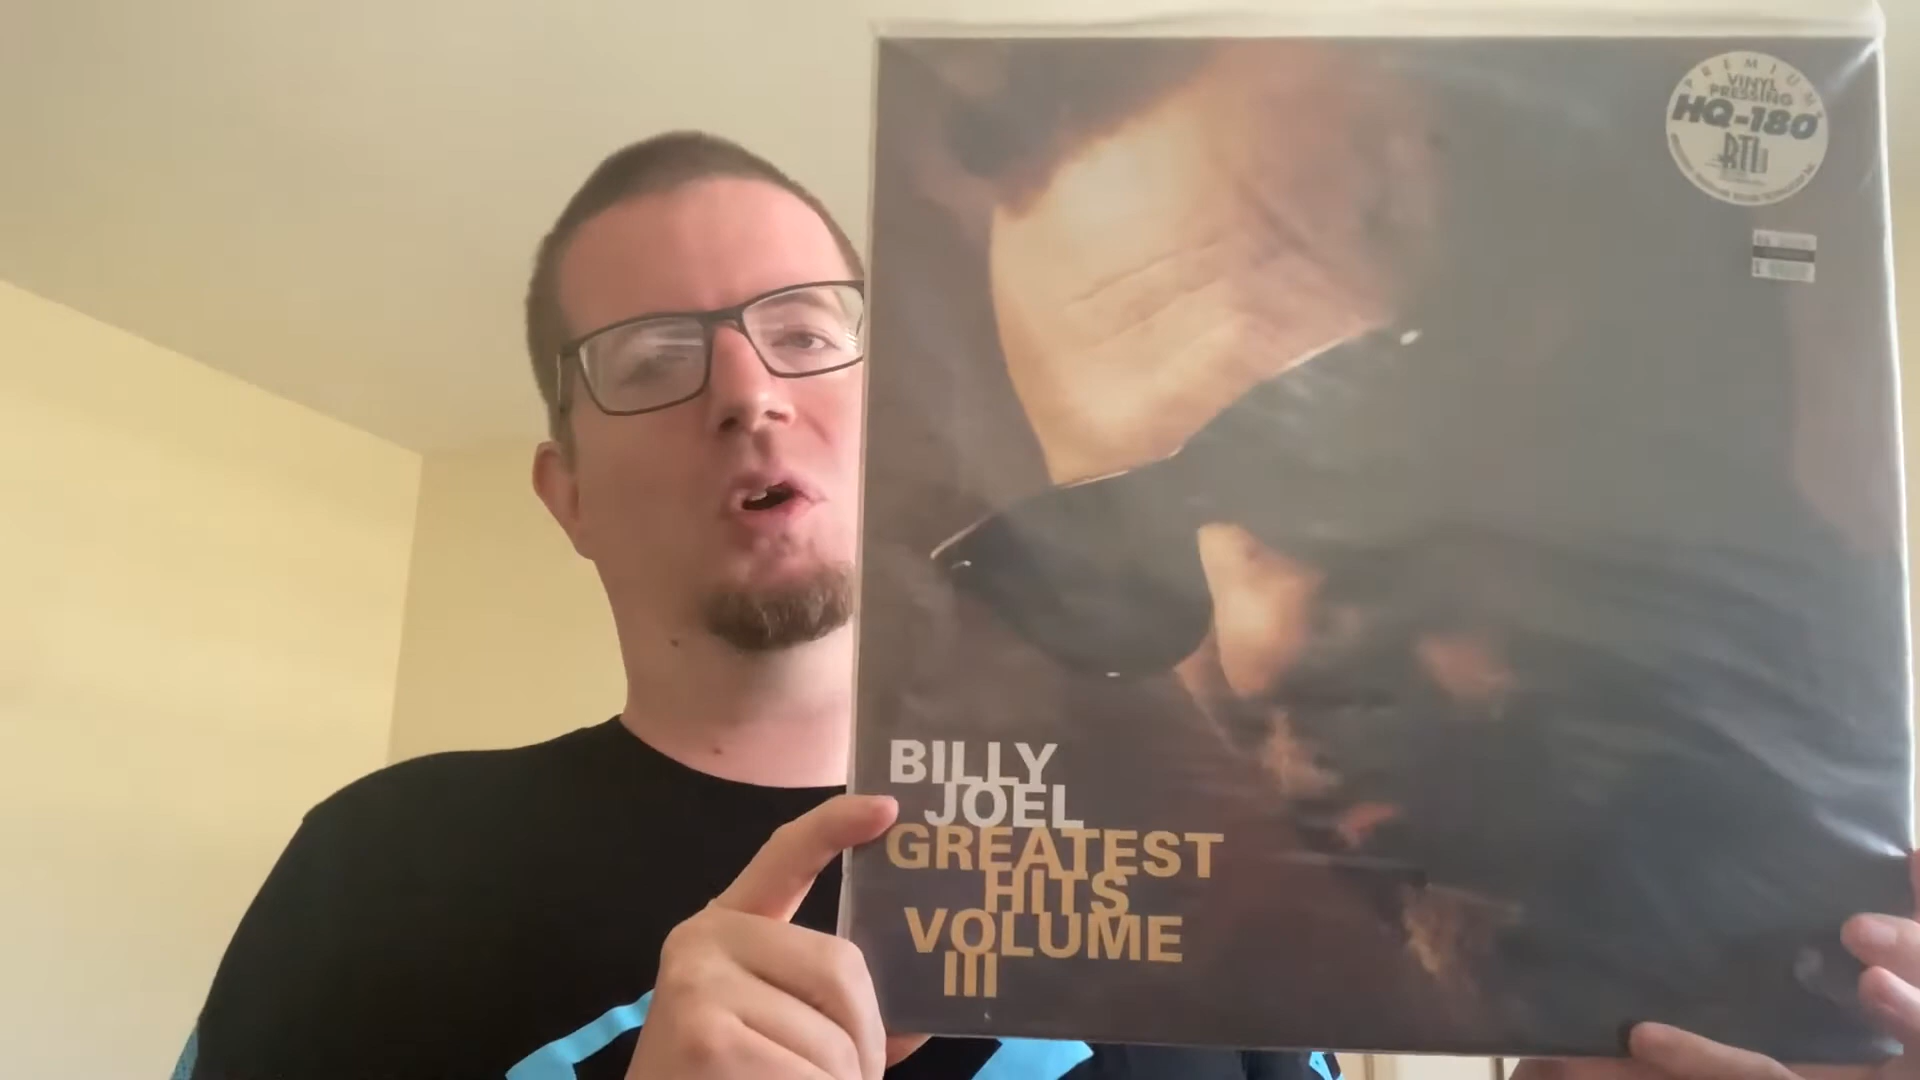 PREMIUM
VINYL
PRESSING
HQ-180
RTI
BILLY
JOEL
GREATEST
HITS
VOLUME
III